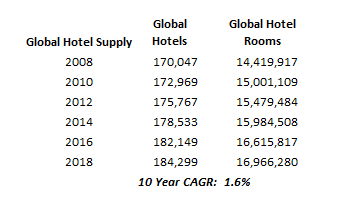 Global Global Hotel
Global Hotel Supply Hotels Rooms
2008 170,047 14,419,917
2010 172,969 15,001,109
2012 175,767 15,479,484
2014 178,533 15,984,508
2016 182,149 16,615,817
2018 184,299 16,966,280
10 Year CAGR: 1.6%